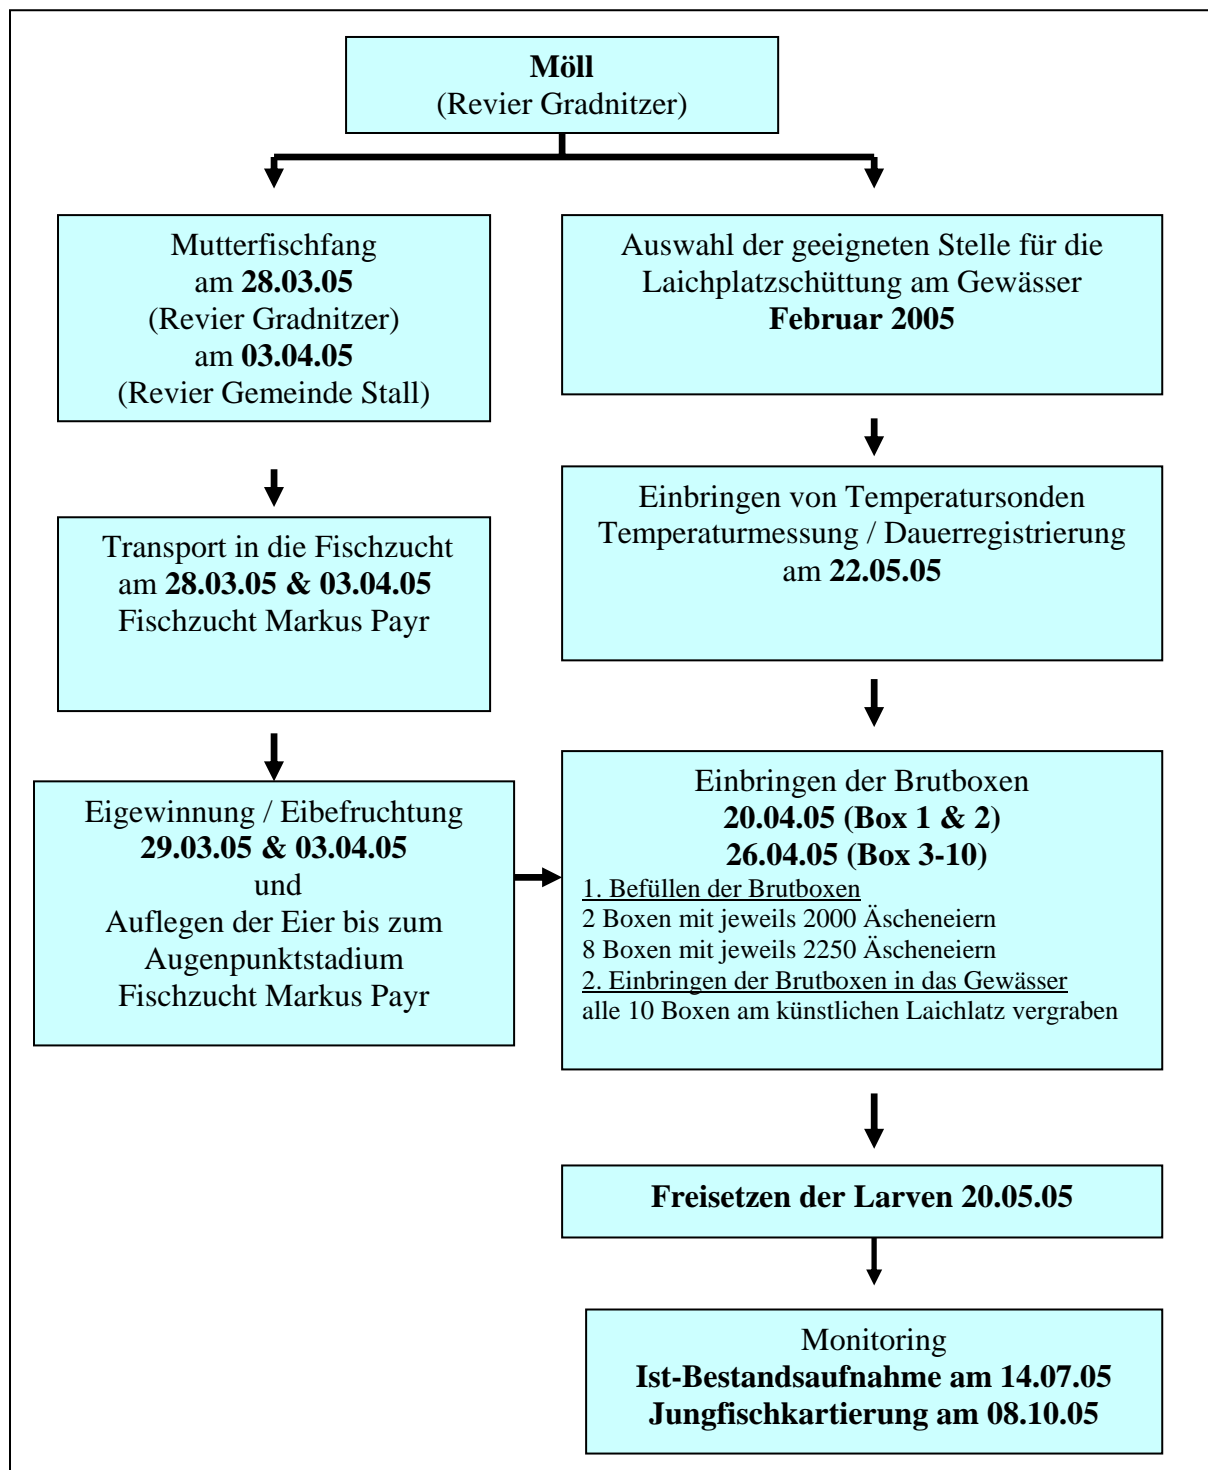 Möll
(Revier Gradnitzer)
Mutterfischfang
am 28.03.05
(Revier Gradnitzer)
am 03.04.05
(Revier Gemeinde Stall)
Auswahl der geeigneten Stelle für die
Laichplatzschüttung am Gewässer
Februar 2005
Transport in die Fischzucht
am 28.03.05 & 03.04.05
Fischzucht Markus Payr
Einbringen von Temperatursonden
Temperaturmessung / Dauerregistrierung
am 22.05.05
Eigewinnung / Eibefruchtung
29.03.05 & 03.04.05
und
Auflegen der Eier bis zum
Augenpunktstadium
Fischzucht Markus Payr
Einbringen der Brutboxen
20.04.05 (Box 1 & 2)
26.04.05 (Box 3-10)
1. Befüllen der Brutboxen
2 Boxen mit jeweils 2000 Äscheneiern
8 Boxen mit jeweils 2250 Äscheneiern
2. Einbringen der Brutboxen in das Gewässer
alle 10 Boxen am künstlichen Laichlatz vergraben
Freisetzen der Larven 20.05.05
Monitoring
Ist-Bestandsaufnahme am 14.07.05
Jungfischkartierung am 08.10.05